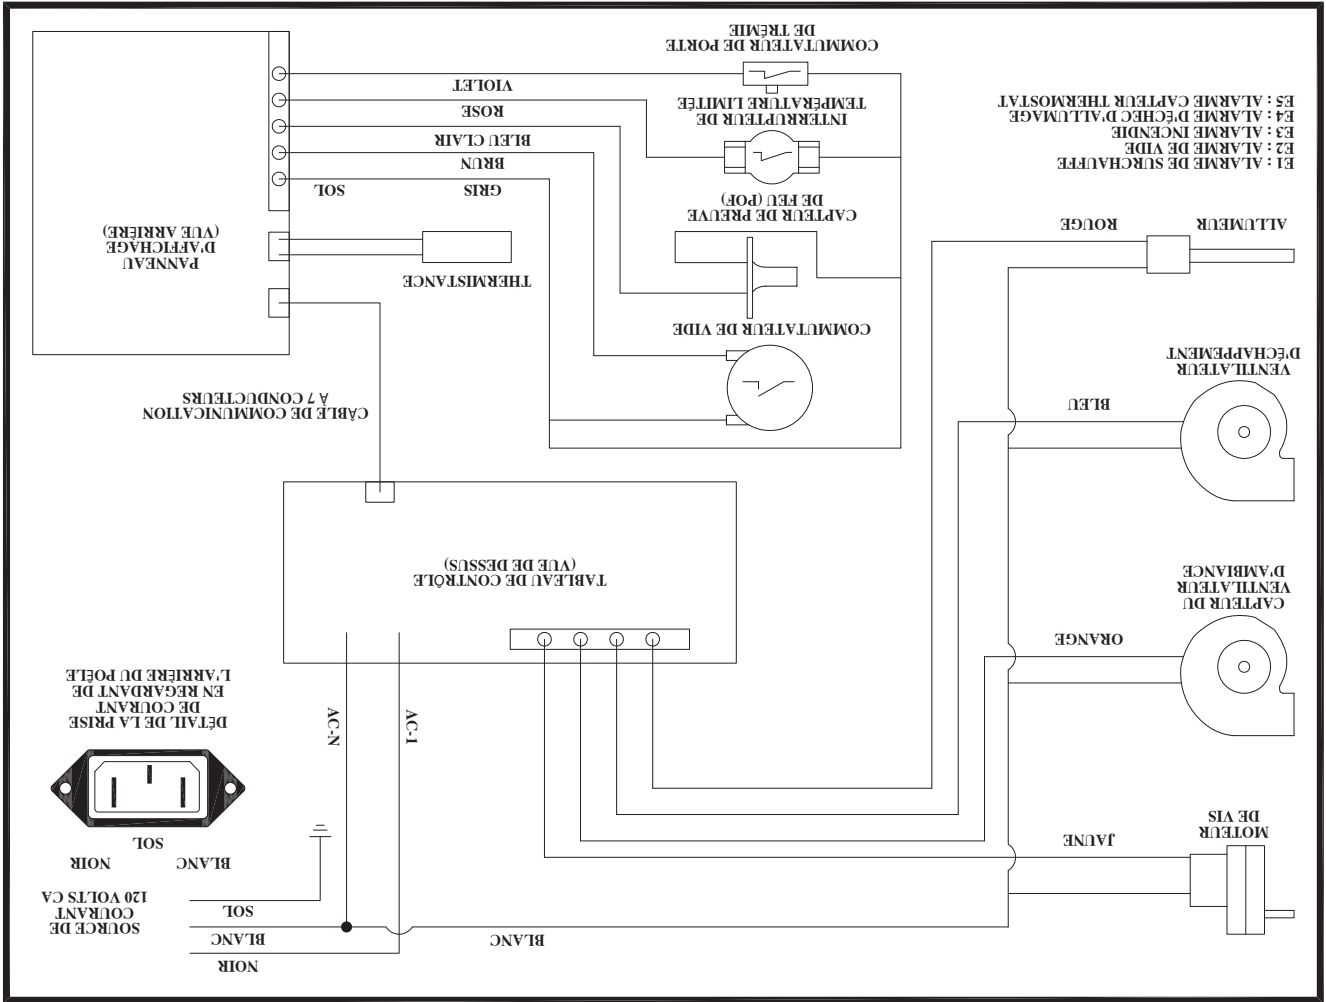 NOIR
BLANC
BLANC
SOL
SOURCE DE
COURANT
120 VOLTS CA
BLANC
NOIR
SOL
DÉTAIL DE LA PRISE
DE COURANT
EN REGARDANT DE
L'ARRIÈRE DU POÊLE
MOTEUR
DE VIS
JAUNE
AC-1
AC-N
CAPTEUR DU
VENTILATEUR
D'AMBIANCE
ORANGE
TABLEAU DE CONTRÔLE
(VUE DE DESSUS)
VENTILATEUR
D'ÉCHAPPEMENT
BLEU
CÂBLE DE COMMUNICATION
À 7 CONDUCTEURS
COMMUTATEUR DE VIDE
THERMISTANCE
PANNEAU
D'AFFICHAGE
(VUE ARRIÈRE)
ALLUMEUR
ROUGE
CAPTEUR DE PREUVE
DE FEU (POF)
GRIS
SOL
BRUN
BLEU CLAIR
ROSE
VIOLET
E1 : ALARME DE SURCHAUFFE
E2 : ALARME DE VIDE
E3 : ALARME INCENDIE
E4 : ALARME D'ÉCHEC D'ALLUMAGE
E5 : ALARME CAPTEUR THERMOSTAT
INTERRUPTEUR DE
TEMPÉRATURE LIMITÉE
COMMUTATEUR DE PORTE
DE TRÉMIE